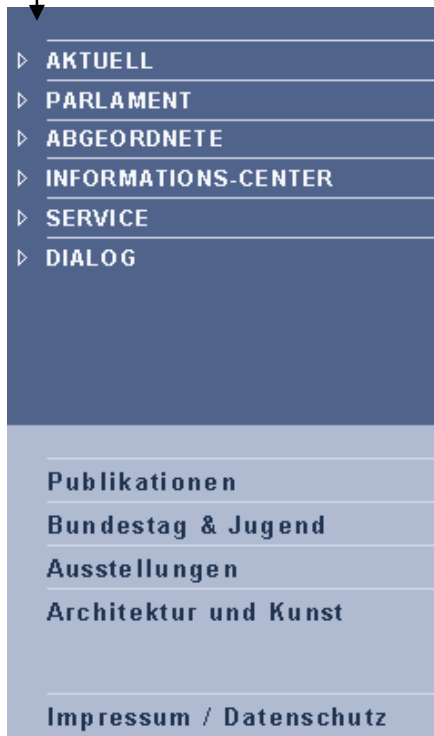 AKTUELL
PARLAMENT
ABGEORDNETE
INFORMATIONS-CENTER
SERVICE
DIALOG
Publikationen
Bundestag & Jugend
Ausstellungen
Architektur und Kunst
Impressum / Datenschutz